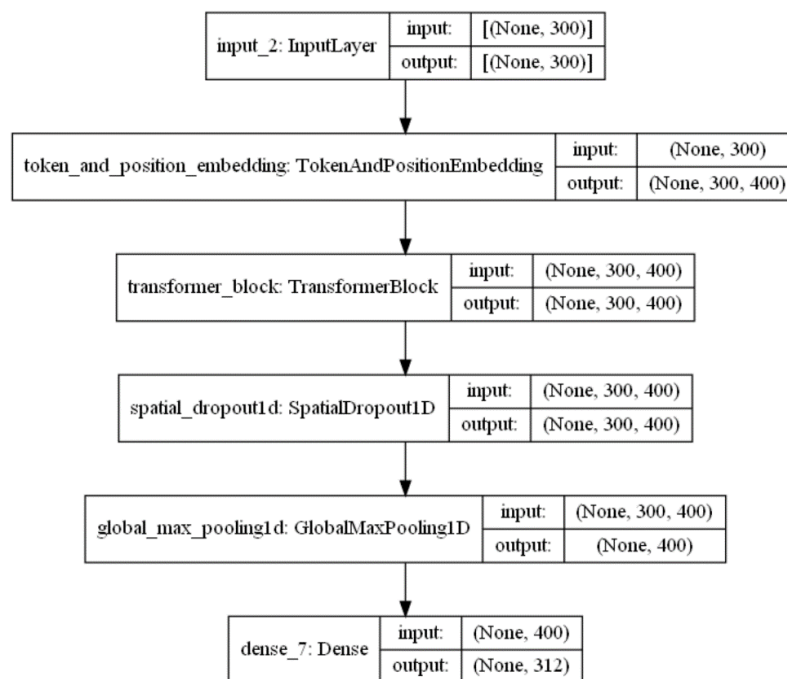 input_2: InputLayer input: [(None, 300)]
output: [(None, 300)]
token_and_position_embedding: TokenAndPositionEmbedding input: (None, 300)
output: (None, 300, 400)
transformer_block: TransformerBlock input: (None, 300, 400)
output: (None, 300, 400)
spatial_dropout1d: SpatialDropout1D input: (None, 300, 400)
output: (None, 300, 400)
global_max_pooling1d: GlobalMaxPooling1D input: (None, 300, 400)
output: (None, 400)
dense_7: Dense input: (None, 400)
output: (None, 312)